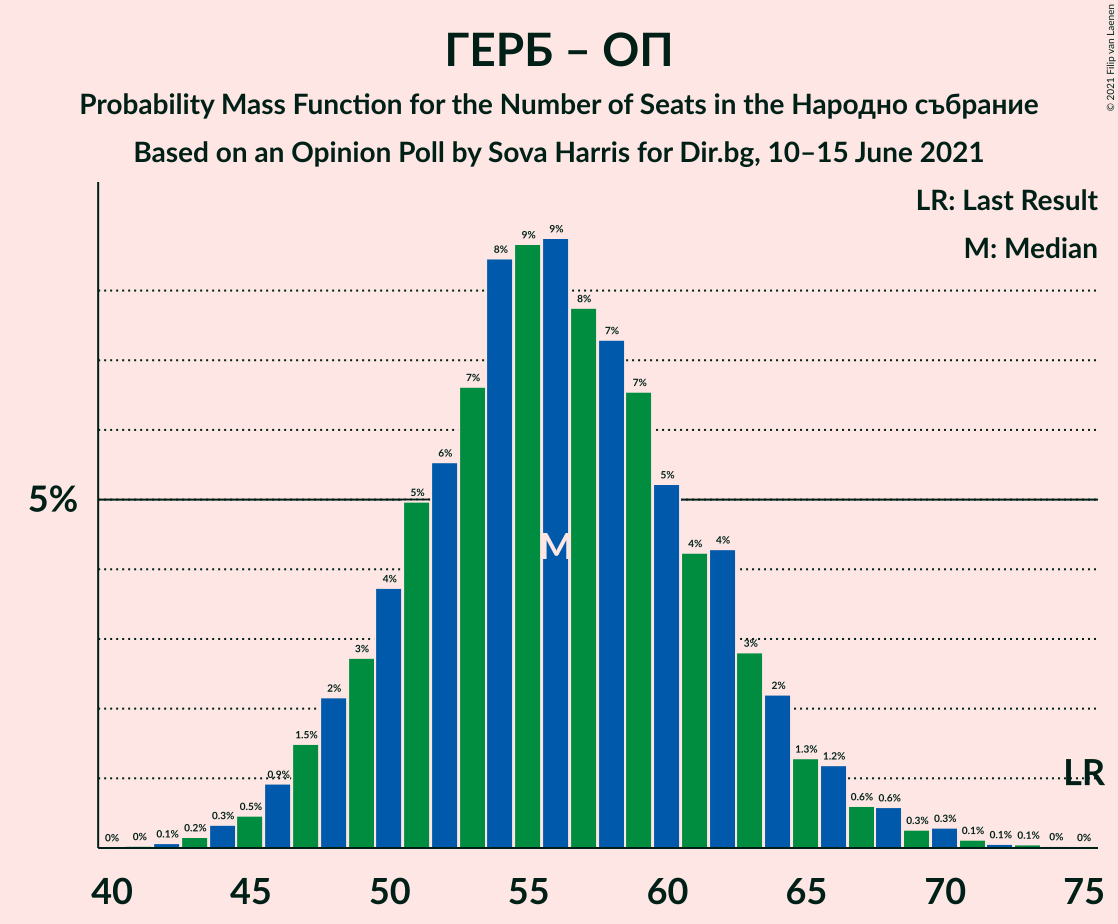 ГЕРБ – ОП
Probability Mass Function for the Number of Seats in the Народно събрание
Based on an Opinion Poll by Sova Harris for Dir.bg, 10–15 June 2021
© 2021 Filip van Laenen
LR: Last Result
M: Median
5%
0% 0% 0.1% 0.2% 0.3% 0.5% 0.9% 1.5% 2% 3% 4% 5% 6% 7% 8% 9% 9% 8% 7% 7% 5% 4% 4% 3% 2% 1.3% 1.2% 0.6% 0.6% 0.3% 0.3% 0.1% 0.1% 0.1% 0% 0%
M
LR
40 45 50 55 60 65 70 75